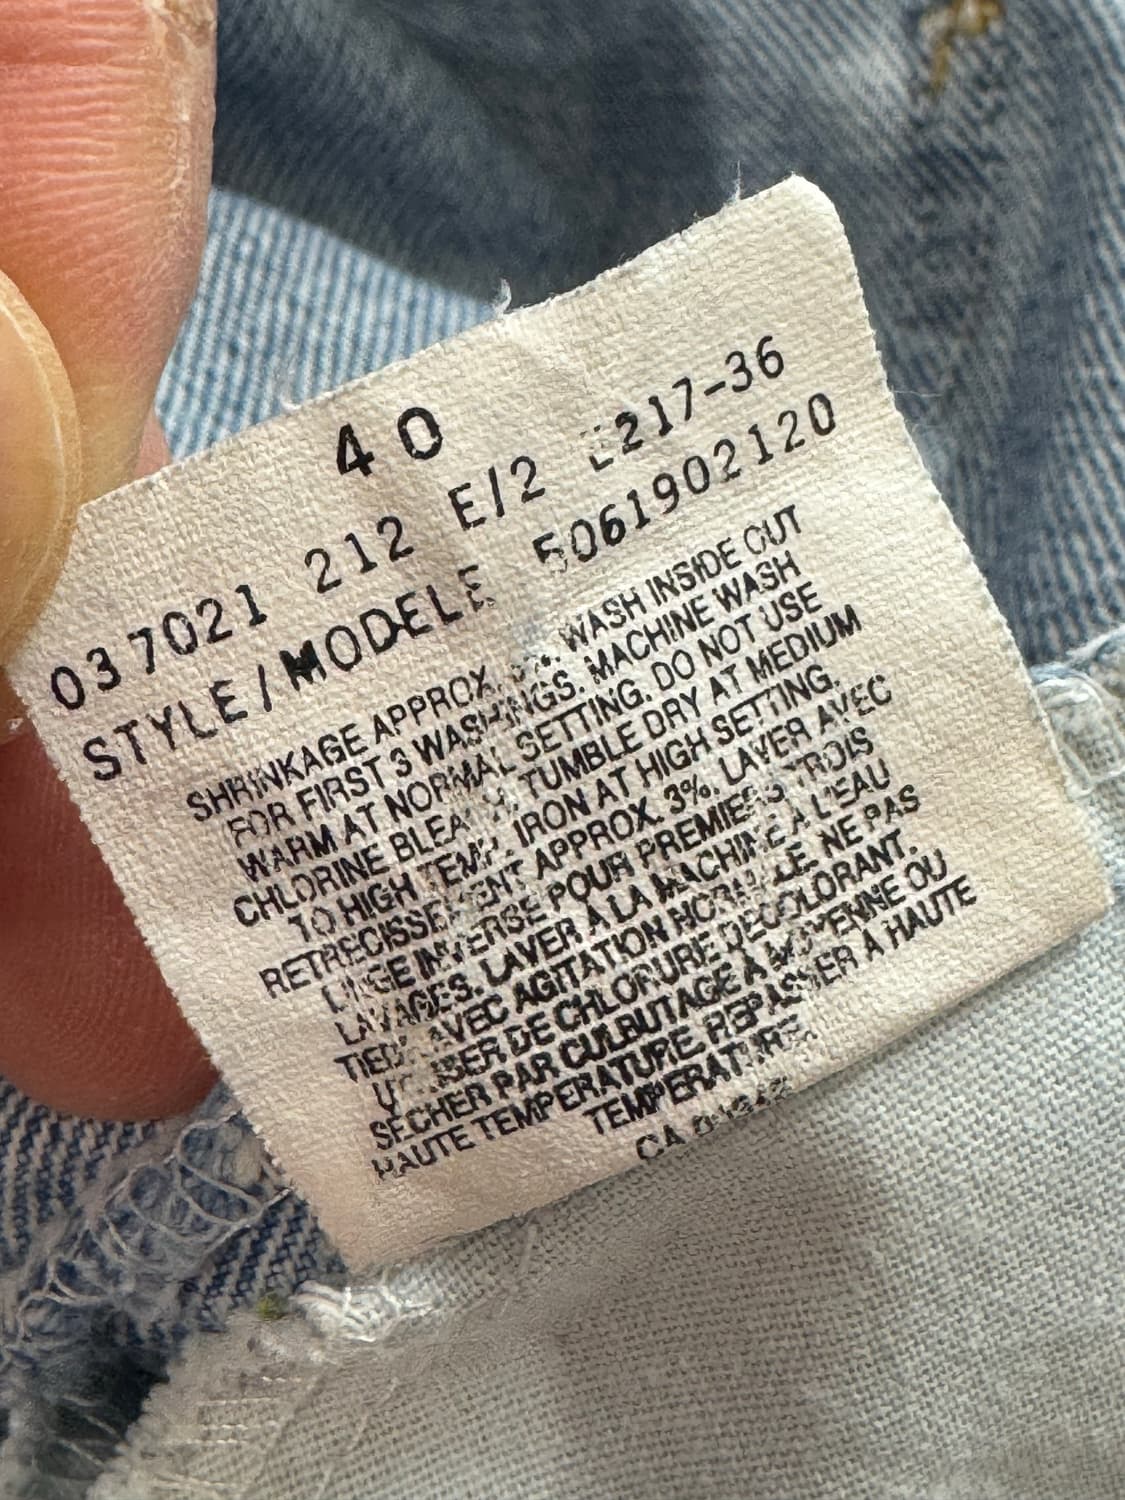 40
037021 212 E/2 E217-36
STYLE/MODELE 5061902120
SHRINKAGE APPROX. WASH INSIDE OUT
FOR FIRST 3 WASHINGS. MACHINE WASH
WARM AT NORMAL SETTING. DO NOT USE
CHLORINE BLEACH. TUMBLE DRY AT MEDIUM
TO HIGH TEMP. IRON AT HIGH SETTING.
RETRECISSEMENT APPROX. 3%. LAVER AVEC
LINGE INVERSE POUR PREMIERS TROIS
LAVAGES. LAVER À LA MACHINE À L'EAU
TIEDE AVEC AGITATION NORMALE. NE PAS
UTILISER DE CHLORURE DECOLORANT.
SECHER PAR CULBUTAGE À MOYENNE OU
HAUTE TEMPERATURE. REPASSER À HAUTE
TEMPERATURE.
CA